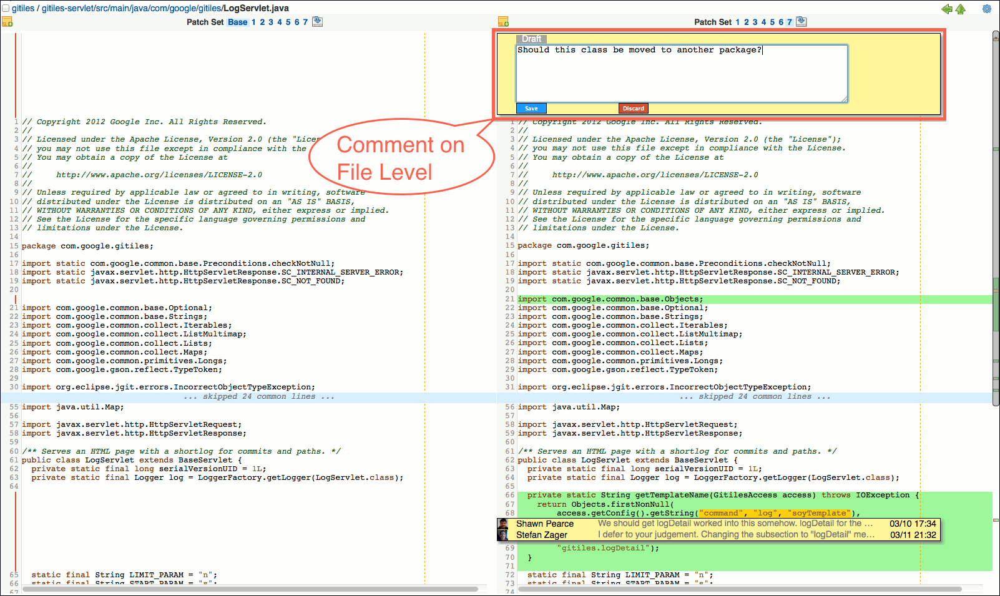 gitiles / gitiles-servlet/src/main/java/com/google/gitiles/LogServlet.java
Patch Set Base 1 2 3 4 5 6 7
1 // Copyright 2012 Google Inc. All Rights Reserved.
2 //
3 // Licensed under the Apache License, Version 2.0 (the "Licen
4 // you may not use this file except in compliance with the
5 // You may obtain a copy of the License at
6 //
7 //     http://www.apache.org/licenses/LICENSE-2.0
8 //
9 // Unless required by applicable law or agreed to in writing, software
10 // distributed under the License is distributed on an "AS IS" BASIS,
11 // WITHOUT WARRANTIES OR CONDITIONS OF ANY KIND, either express or implied.
12 // See the License for the specific language governing permissions and
13 // limitations under the License.
14
15 package com.google.gitiles;
16
17 import static com.google.common.base.Preconditions.checkNotNull;
18 import static javax.servlet.http.HttpServletResponse.SC_INTERNAL_SERVER_ERROR;
19 import static javax.servlet.http.HttpServletResponse.SC_NOT_FOUND;
20
21 import com.google.common.base.Optional;
22 import com.google.common.base.Strings;
23 import com.google.common.collect.Iterables;
24 import com.google.common.collect.ListMultimap;
25 import com.google.common.collect.Lists;
26 import com.google.common.collect.Maps;
27 import com.google.common.primitives.Longs;
28 import com.google.gson.reflect.TypeToken;
29
30 import org.eclipse.jgit.errors.IncorrectObjectTypeException;
... skipped 24 common lines ...
55 import java.util.Map;
56
57 import javax.servlet.http.HttpServletRequest;
58 import javax.servlet.http.HttpServletResponse;
59
60 /** Serves an HTML page with a shortlog for commits and paths. */
61 public class LogServlet extends BaseServlet {
62   private static final long serialVersionUID = 1L;
63   private static final Logger log = LoggerFactory.getLogger(LogServlet.class);
64
65   static final String LIMIT_PARAM = "n";
66   static final String START_PARAM = "s";
67
Comment on
File Level
Patch Set 1 2 3 4 5 6 7
Draft
Should this class be moved to another package?
Save Discard
1 // Copyright 2012 Google Inc. All Rights Reserved.
2 //
3 // Licensed under the Apache License, Version 2.0 (the "License");
4 // you may not use this file except in compliance with the License.
5 // You may obtain a copy of the License at
6 //
7 //     http://www.apache.org/licenses/LICENSE-2.0
8 //
9 // Unless required by applicable law or agreed to in writing, software
10 // distributed under the License is distributed on an "AS IS" BASIS,
11 // WITHOUT WARRANTIES OR CONDITIONS OF ANY KIND, either express or implied.
12 // See the License for the specific language governing permissions and
13 // limitations under the License.
14
15 package com.google.gitiles;
16
17 import static com.google.common.base.Preconditions.checkNotNull;
18 import static javax.servlet.http.HttpServletResponse.SC_INTERNAL_SERVER_ERROR;
19 import static javax.servlet.http.HttpServletResponse.SC_NOT_FOUND;
20
21 import com.google.common.base.Objects;
22 import com.google.common.base.Optional;
23 import com.google.common.base.Strings;
24 import com.google.common.collect.Iterables;
25 import com.google.common.collect.ListMultimap;
26 import com.google.common.collect.Lists;
27 import com.google.common.collect.Maps;
28 import com.google.common.primitives.Longs;
29 import com.google.gson.reflect.TypeToken;
30
31 import org.eclipse.jgit.errors.IncorrectObjectTypeException;
... skipped 24 common lines ...
56 import java.util.Map;
57
58 import javax.servlet.http.HttpServletRequest;
59 import javax.servlet.http.HttpServletResponse;
60
61 /** Serves an HTML page with a shortlog for commits and paths. */
62 public class LogServlet extends BaseServlet {
63   private static final long serialVersionUID = 1L;
64   private static final Logger log = LoggerFactory.getLogger(LogServlet.class);
65
66   private static String getTemplateName(GitilesAccess access) throws IOException {
67     return Objects.firstNonNull(
68         access.getConfig().getString("command", "log", "soyTemplate"),
Shawn Pearce We should get logDetail worked into this somehow. logDetail for the ... 03/10 17:34
Stefan Zager I defer to your judgement. Changing the subsection to "logDetail" me... 03/11 21:32
69         "gitiles.logDetail");
70   }
71
72   static final String LIMIT_PARAM = "n";
73   static final String START_PARAM = "s";
74